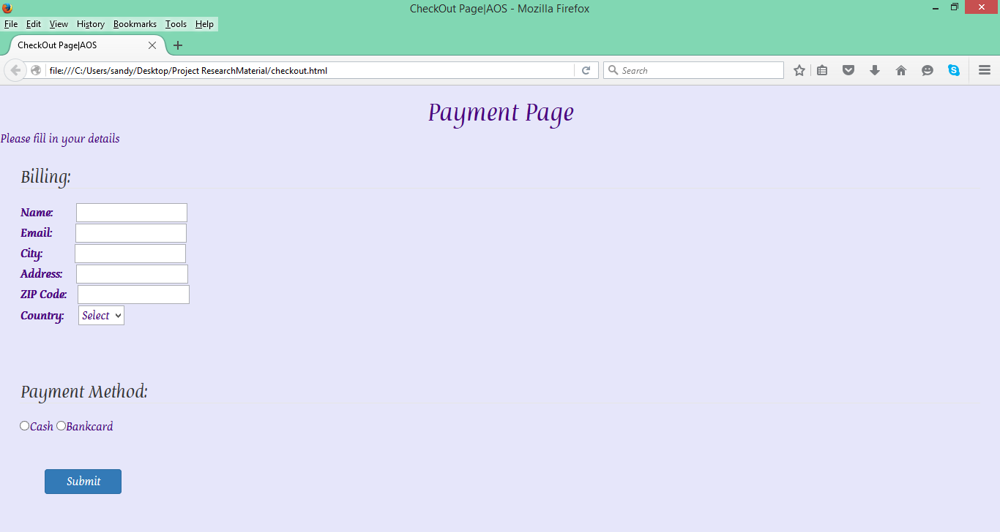 CheckOut Page|AOS - Mozilla Firefox
File Edit View History Bookmarks Tools Help
CheckOut Page|AOS
file:///C:/Users/sandy/Desktop/Project ResearchMaterial/checkout.html
Search
Payment Page
Please fill in your details
Billing:
Name:
Email:
City:
Address:
ZIP Code:
Country: Select
Payment Method:
Cash Bankcard
Submit